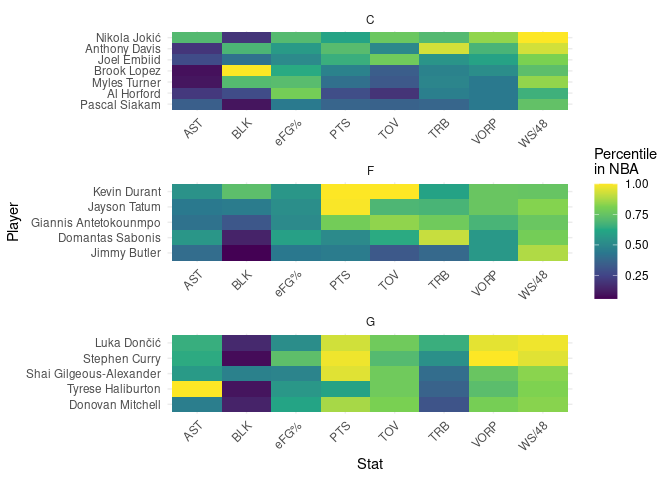 C
Nikola Jokić
Anthony Davis
Joel Embiid
Brook Lopez
Myles Turner
Al Horford
Pascal Siakam
AST BLK eFG% PTS TOV TRB VORP WS/48
F
Kevin Durant
Jayson Tatum
Giannis Antetokounmpo
Domantas Sabonis
Jimmy Butler
AST BLK eFG% PTS TOV TRB VORP WS/48
G
Luka Dončić
Stephen Curry
Shai Gilgeous-Alexander
Tyrese Haliburton
Donovan Mitchell
AST BLK eFG% PTS TOV TRB VORP WS/48
Stat
Player
Percentile
in NBA
1.00
0.75
0.50
0.25